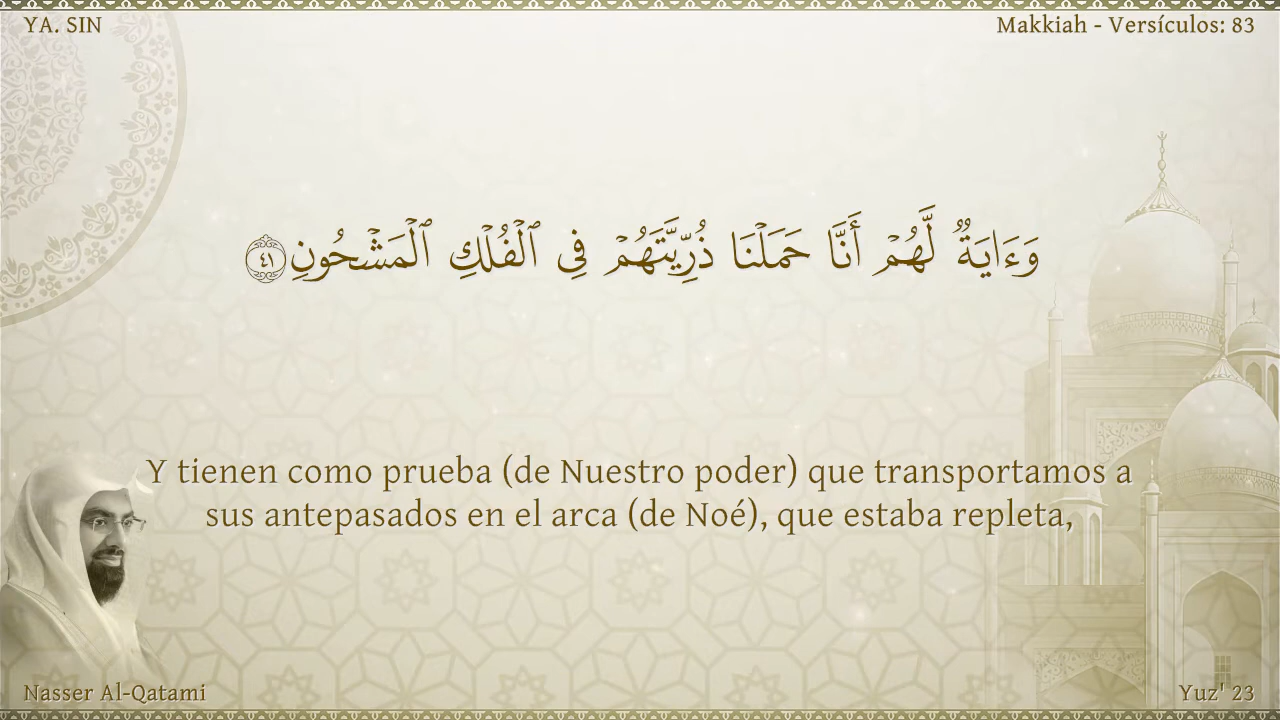 YA. SIN
Makkiah - Versículos: 83
وَءَايَةٌ لَّهُمْ أَنَّا حَمَلْنَا ذُرِّيَّتَهُمْ فِى ٱلْفُلْكِ ٱلْمَشْحُونِ ٤١
Y tienen como prueba (de Nuestro poder) que transportamos a
sus antepasados en el arca (de Noé), que estaba repleta,
Nasser Al-Qatami
Yuz' 23